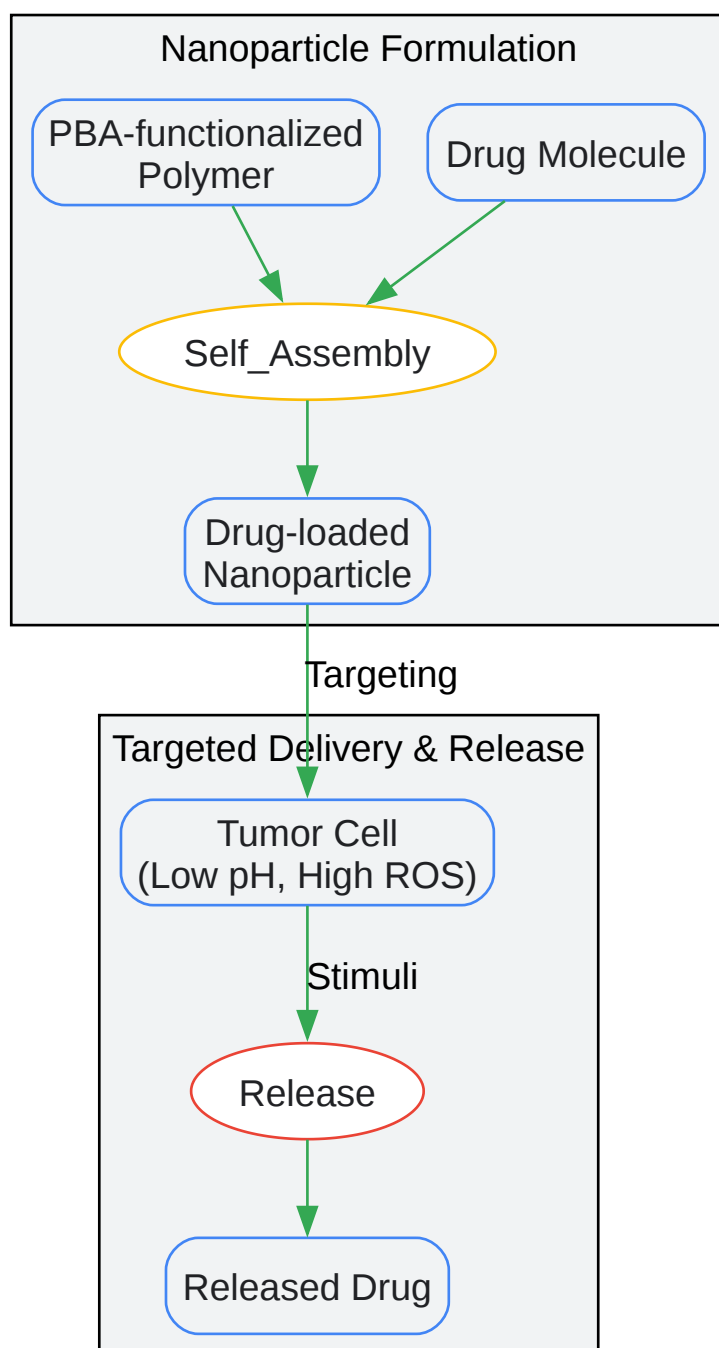 Nanoparticle Formulation
PBA-functionalized
Polymer
Drug Molecule
Self_Assembly
Drug-loaded
Nanoparticle
Targeting
Targeted Delivery & Release
Tumor Cell
(Low pH, High ROS)
Stimuli
Release
Released Drug